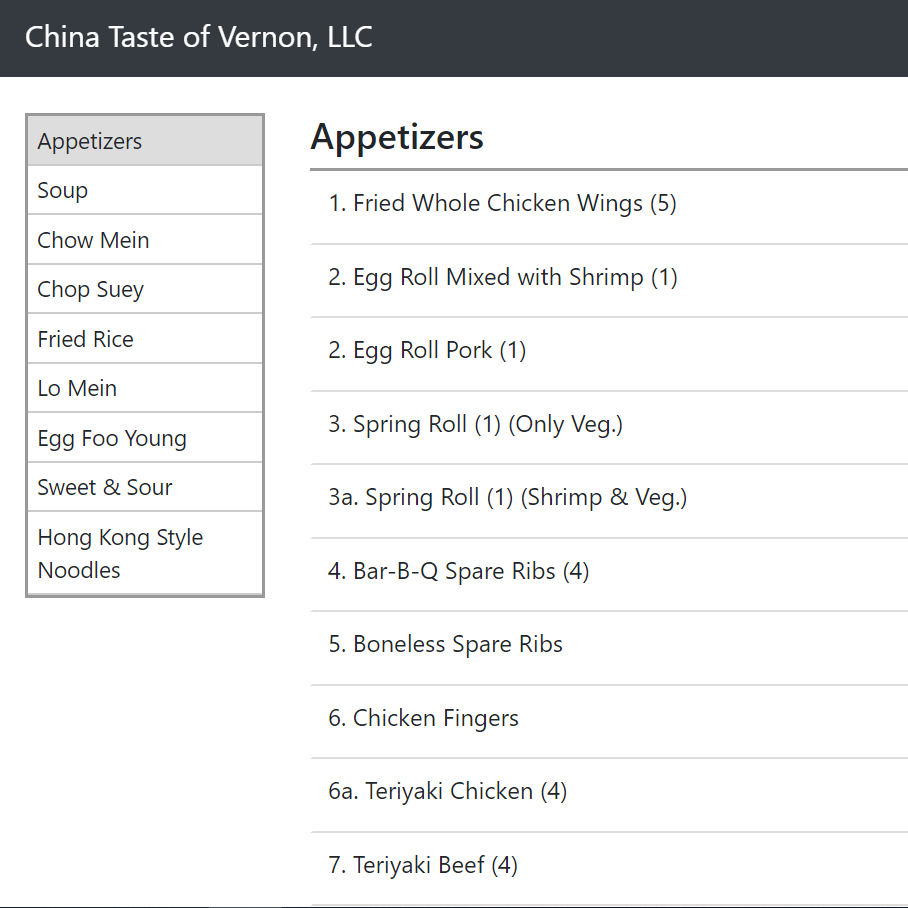 China Taste of Vernon, LLC
Appetizers
Soup
Chow Mein
Chop Suey
Fried Rice
Lo Mein
Egg Foo Young
Sweet & Sour
Hong Kong Style
Noodles
Appetizers
1. Fried Whole Chicken Wings (5)
2. Egg Roll Mixed with Shrimp (1)
2. Egg Roll Pork (1)
3. Spring Roll (1) (Only Veg.)
3a. Spring Roll (1) (Shrimp & Veg.)
4. Bar-B-Q Spare Ribs (4)
5. Boneless Spare Ribs
6. Chicken Fingers
6a. Teriyaki Chicken (4)
7. Teriyaki Beef (4)